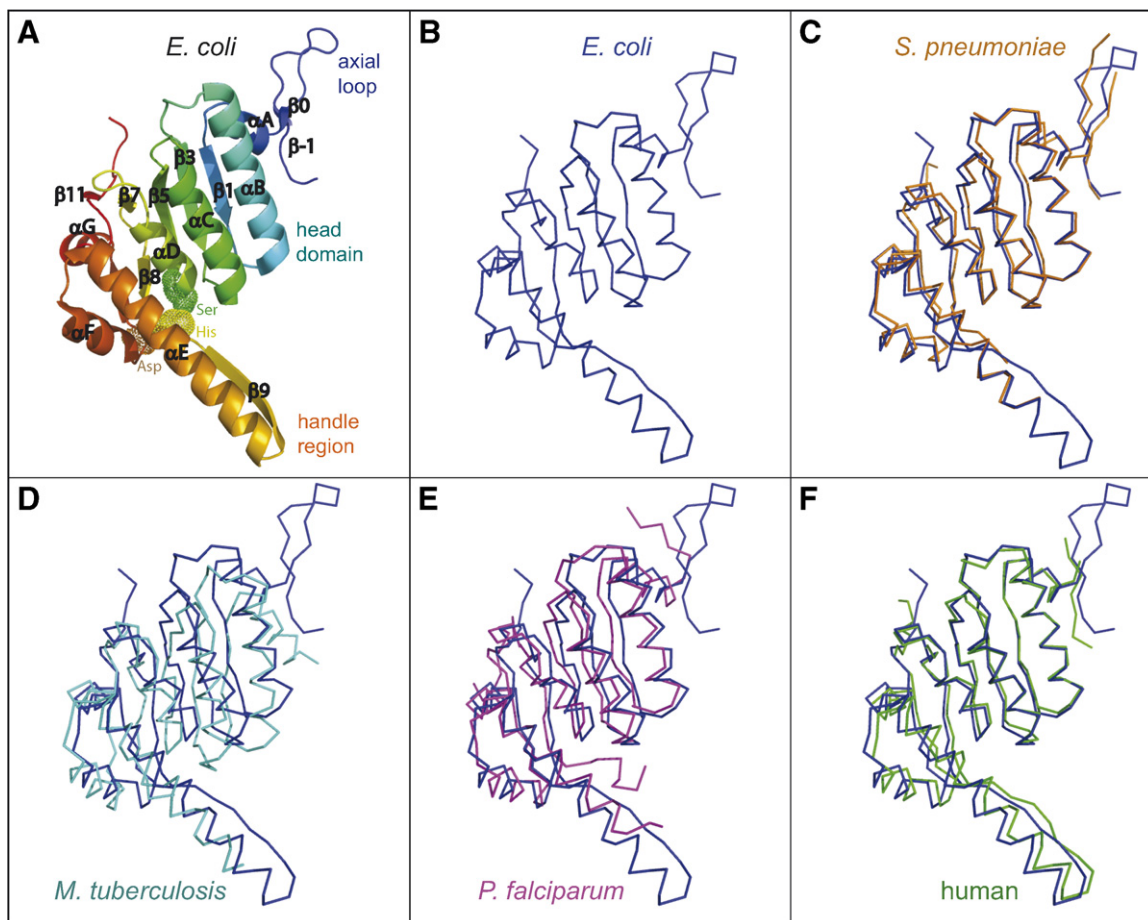 A
E. coli
axial
loop
β0
αA
β-1
β3
β11
β7
β5
β1
αB
αC
αG
αD
head
domain
β8
Ser
αF
His
αE
Asp
β9
handle
region
B
E. coli
C
S. pneumoniae
D
M. tuberculosis
E
P. falciparum
F
human